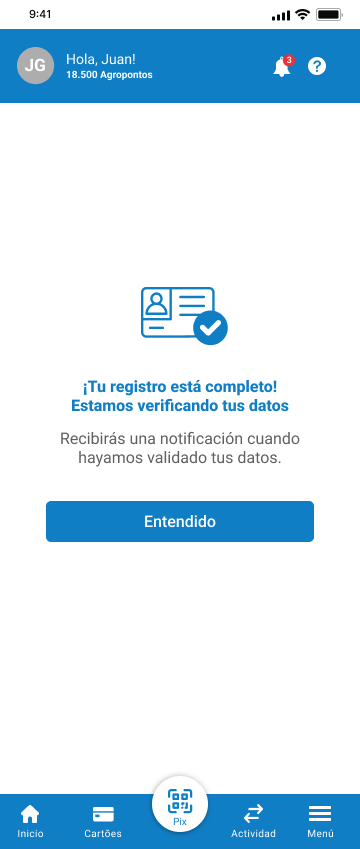 9:41
JG
Hola, Juan!
18.500 Agropontos
3
?
¡Tu registro está completo!
Estamos verificando tus datos
Recibirás una notificación cuando
hayamos validado tus datos.
Entendido
Inicio
Cartões
Pix
Actividad
Menú